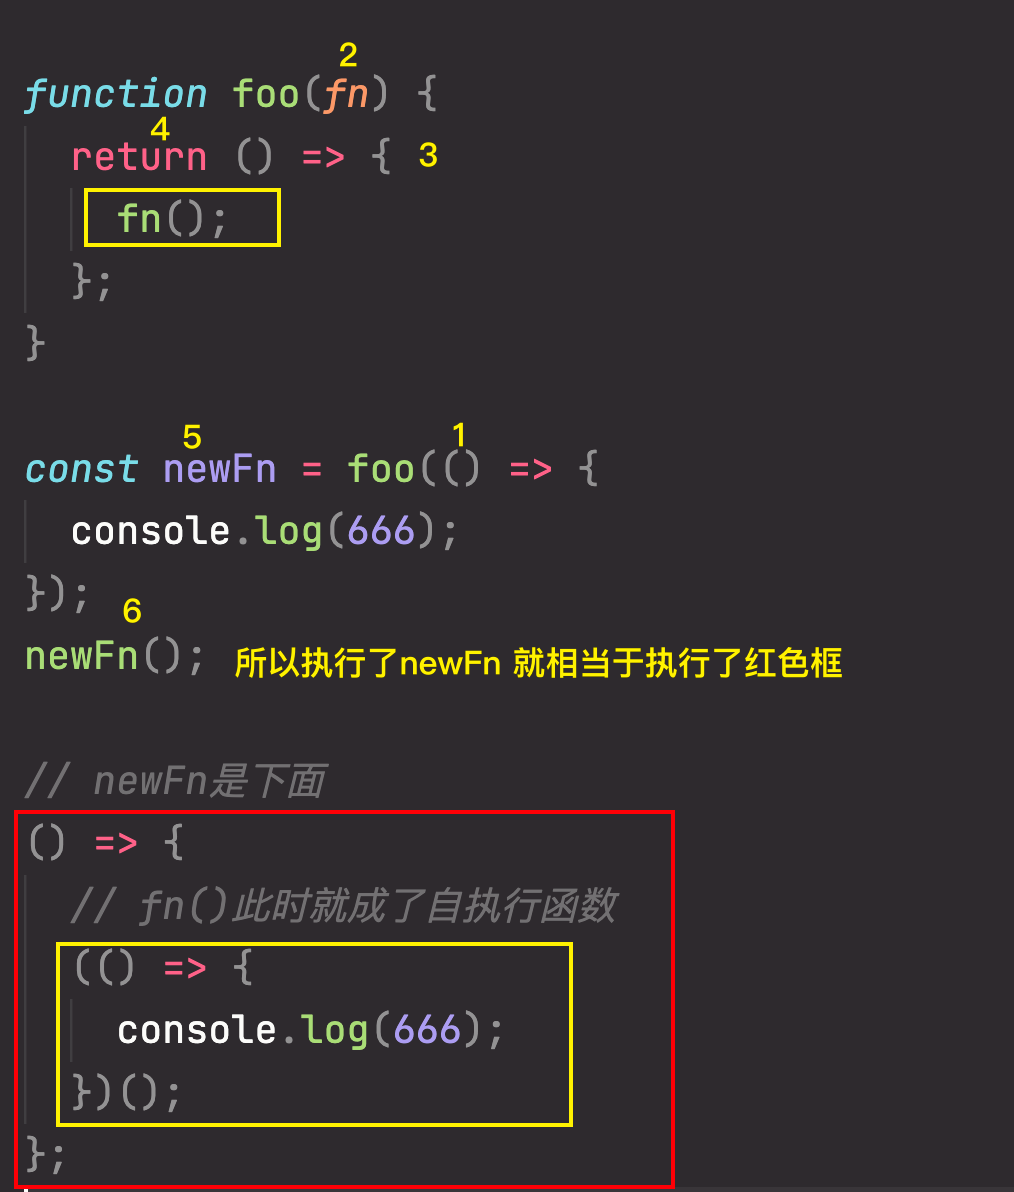 2
function foo(fn) {
4
return () => { 3
fn();
};
}
5 1
const newFn = foo(() => {
console.log(666);
});
6
newFn(); 所以执行了newFn 就相当于执行了红色框
// newFn是下面
() => {
// fn()此时就成了自执行函数
(() => {
console.log(666);
})();
};